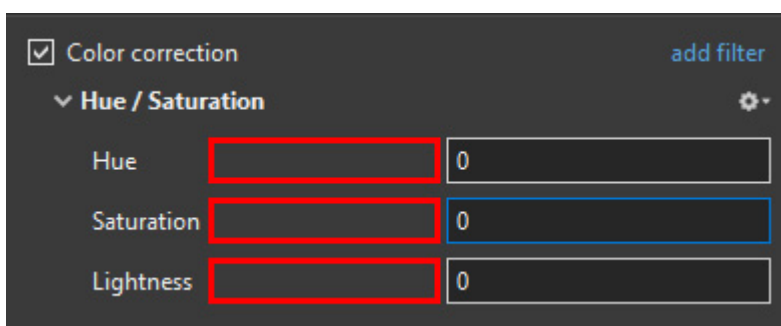 Color correction add filter
Hue / Saturation
Hue 0
Saturation 0
Lightness 0